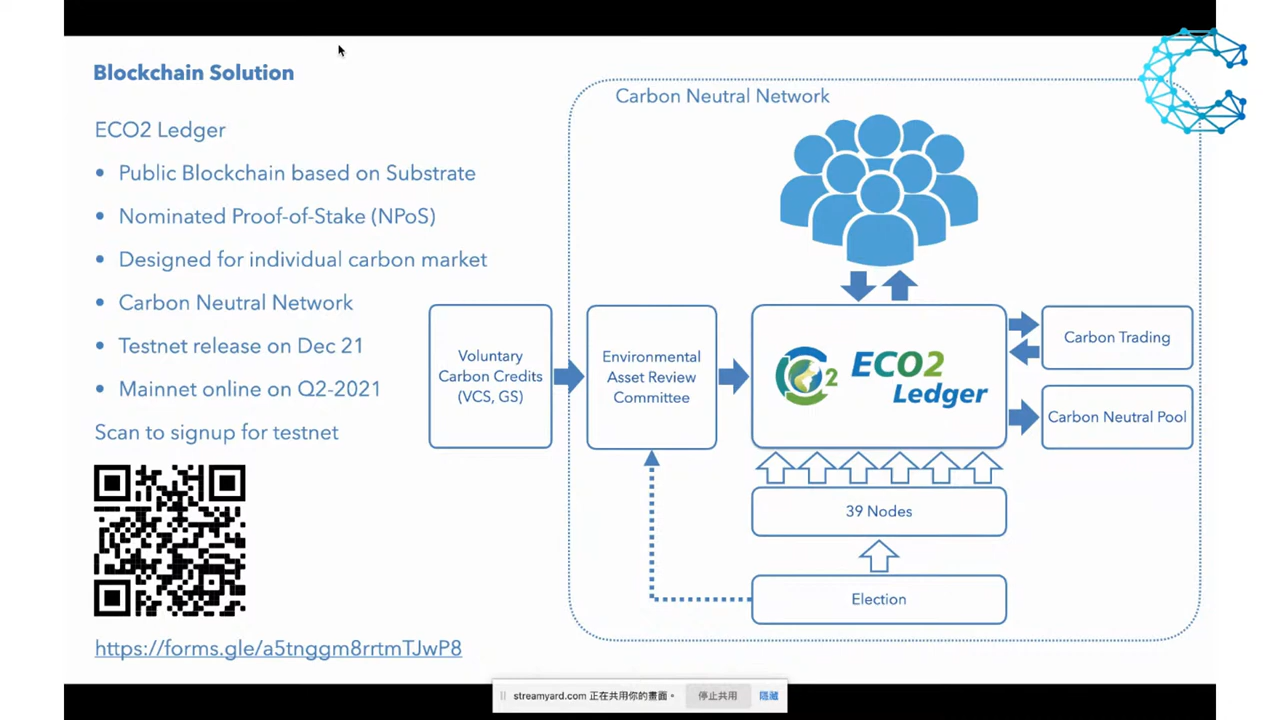 Blockchain Solution
ECO2 Ledger
• Public Blockchain based on Substrate
• Nominated Proof-of-Stake (NPoS)
• Designed for individual carbon market
• Carbon Neutral Network
• Testnet release on Dec 21
• Mainnet online on Q2-2021
Scan to signup for testnet
https://forms.gle/a5tnggm8rrtmTJwP8
Carbon Neutral Network
Voluntary
Carbon Credits
(VCS, GS)
Environmental
Asset Review
Committee
2
ECO2
Ledger
Carbon Trading
Carbon Neutral Pool
39 Nodes
Election
streamyard.com 正在共用你的畫面。
停止共用
隱藏